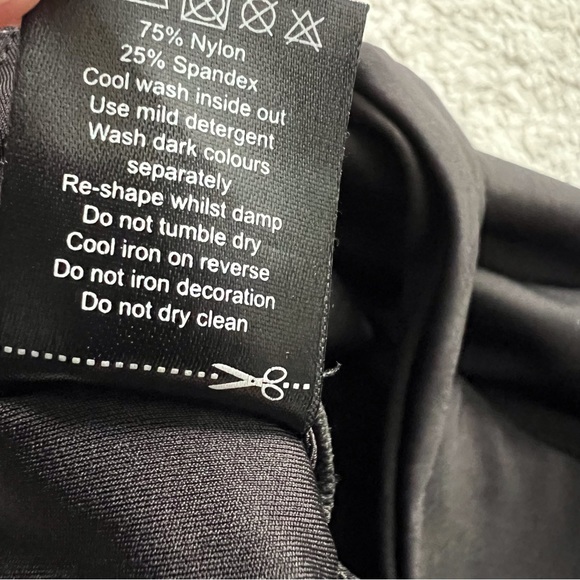 75% Nylon
25% Spandex
Cool wash inside out
Use mild detergent
Wash dark colours
separately
Re-shape whilst damp
Do not tumble dry
Cool iron on reverse
Do not iron decoration
Do not dry clean